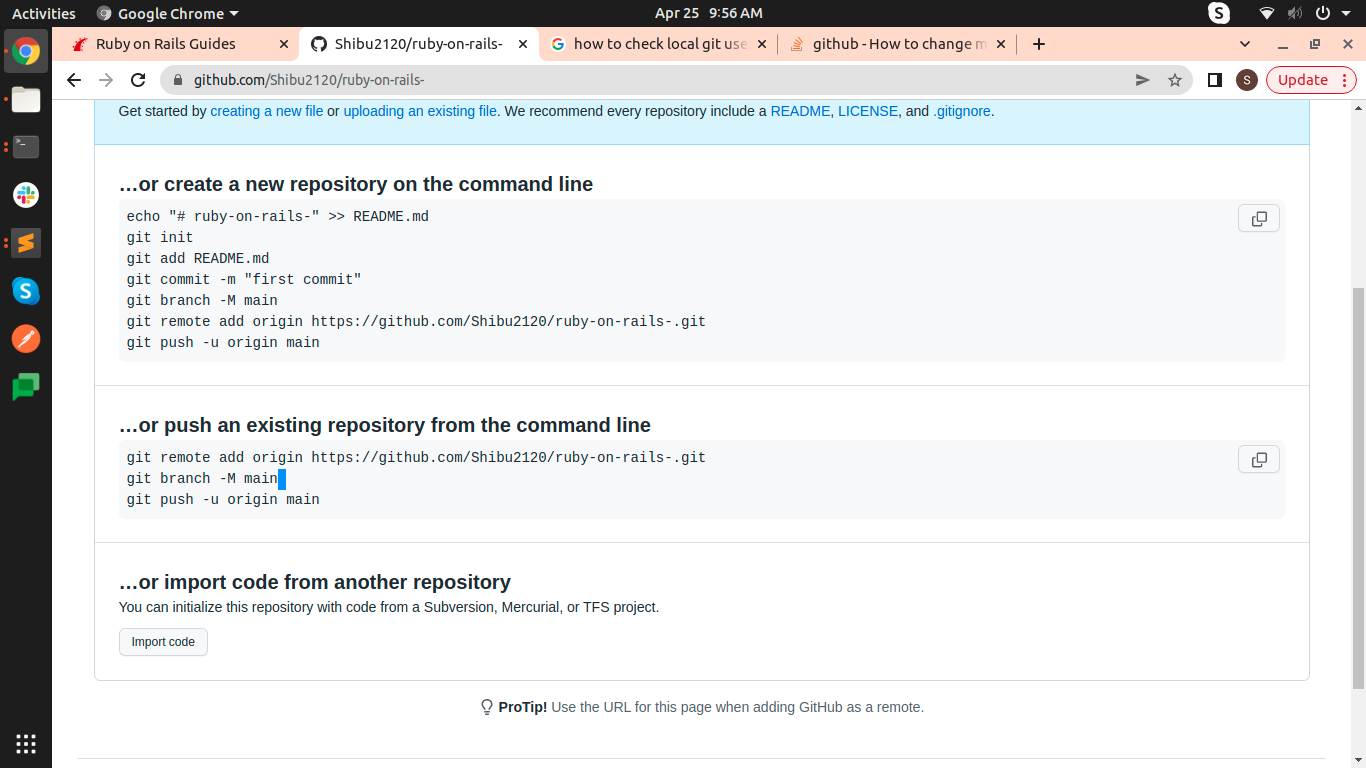 Activities
Google Chrome
Apr 25 9:56 AM
Ruby on Rails Guides
Shibu2120/ruby-on-rails-
how to check local git use
github - How to change m
github.com/Shibu2120/ruby-on-rails-
S
Update
Get started by creating a new file or uploading an existing file. We recommend every repository include a README, LICENSE, and .gitignore.
…or create a new repository on the command line
echo "# ruby-on-rails-" >> README.md
git init
git add README.md
git commit -m "first commit"
git branch -M main
git remote add origin https://github.com/Shibu2120/ruby-on-rails-.git
git push -u origin main
…or push an existing repository from the command line
git remote add origin https://github.com/Shibu2120/ruby-on-rails-.git
git branch -M main
git push -u origin main
…or import code from another repository
You can initialize this repository with code from a Subversion, Mercurial, or TFS project.
Import code
ProTip! Use the URL for this page when adding GitHub as a remote.